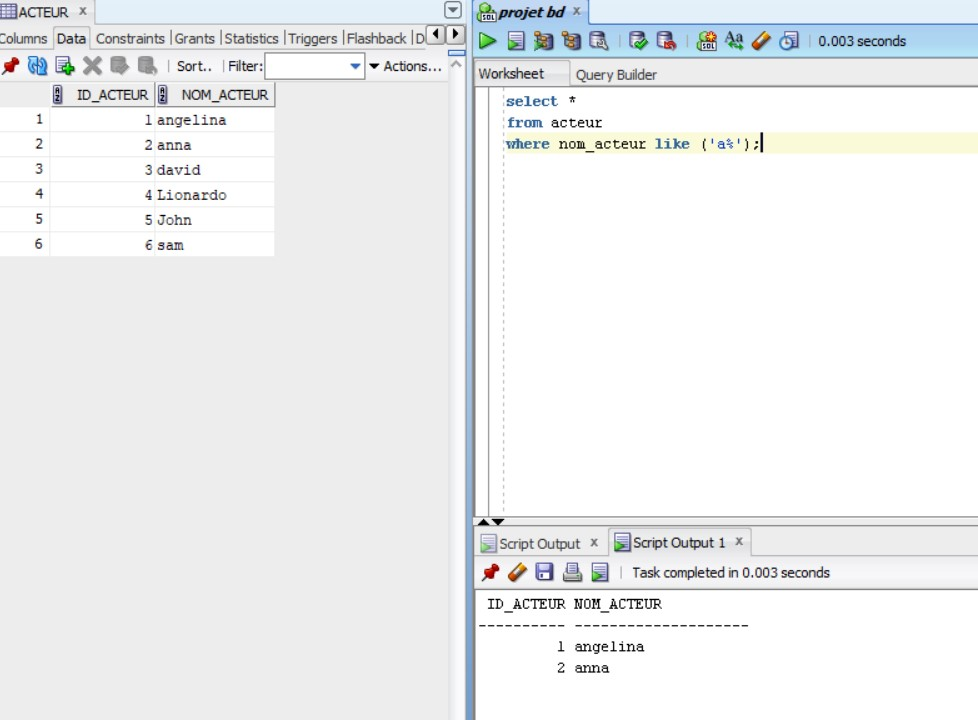 ACTEUR x
Columns Data Constraints Grants Statistics Triggers Flashback D
Sort.. Filter: Actions...
ID_ACTEUR NOM_ACTEUR
1 1 angelina
2 2 anna
3 3 david
4 4 Lionardo
5 5 John
6 6 sam
projet bd x
0.003 seconds
Worksheet Query Builder
select *
from acteur
where nom_acteur like ('a%');
Script Output x Script Output 1 x
Task completed in 0.003 seconds
ID_ACTEUR NOM_ACTEUR
---------- --------------------
1 angelina
2 anna